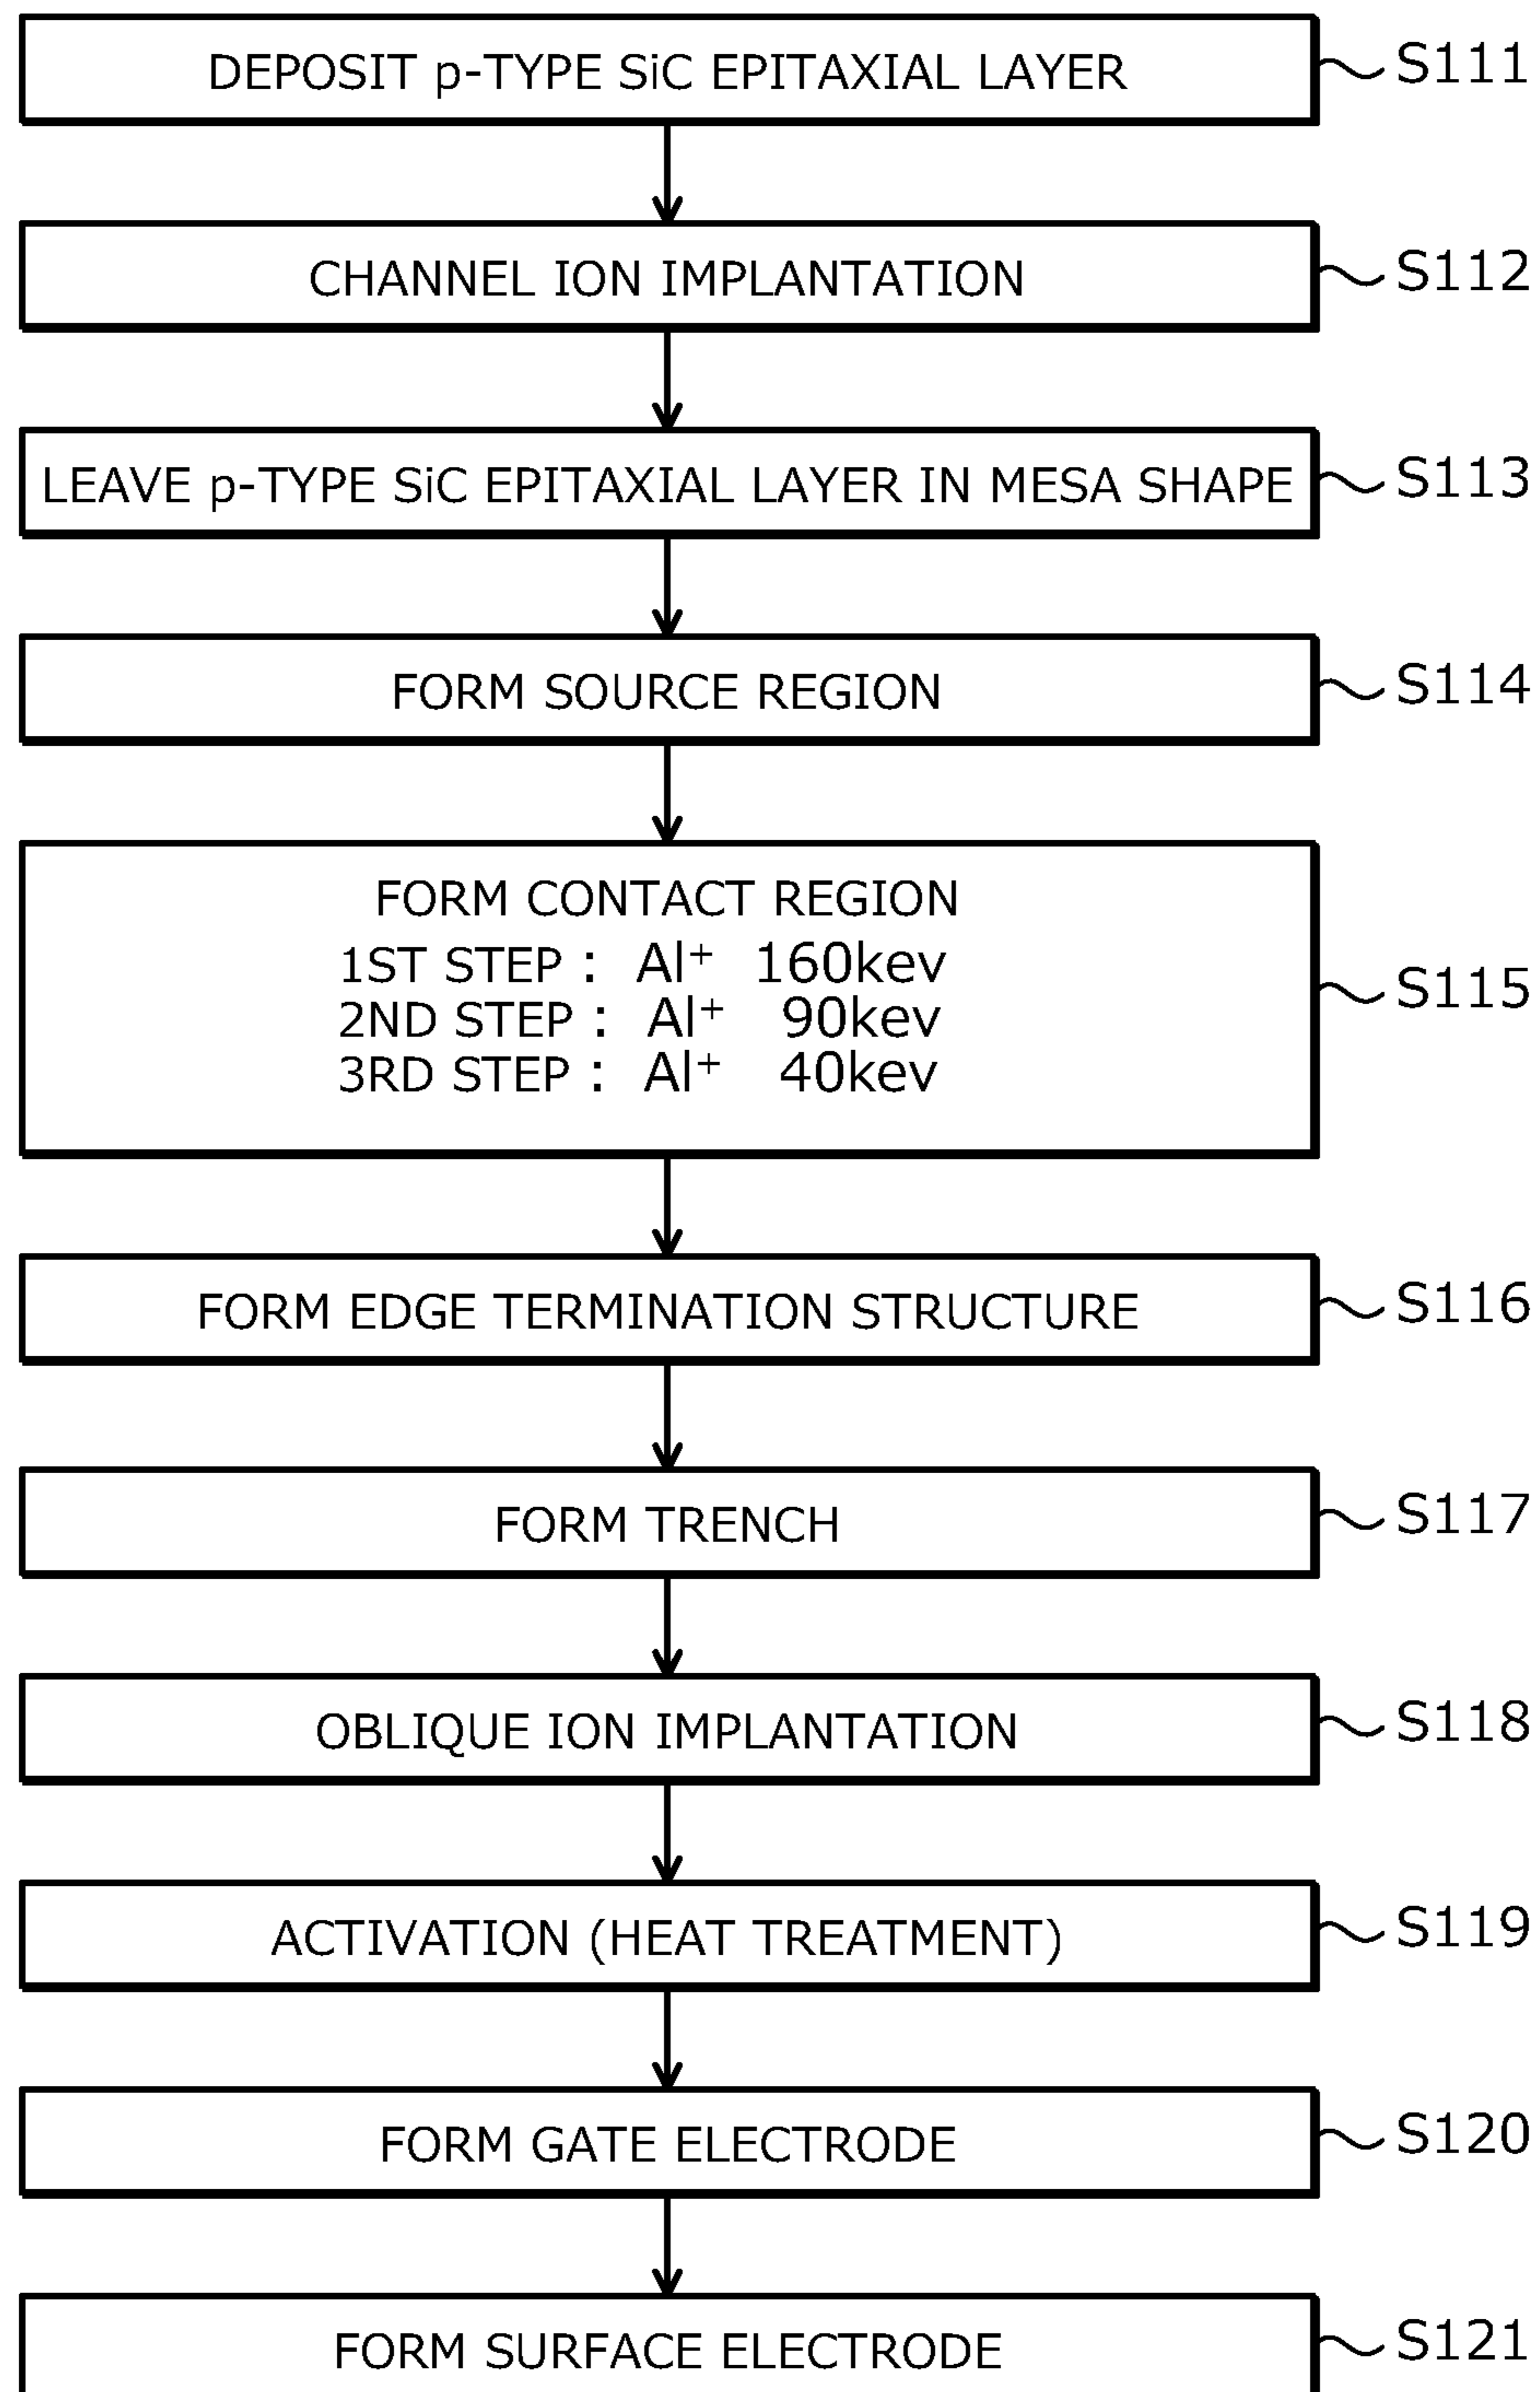 DEPOSIT p-TYPE SiC EPITAXIAL LAYER S111
CHANNEL ION IMPLANTATION S112
LEAVE p-TYPE SiC EPITAXIAL LAYER IN MESA SHAPE S113
FORM SOURCE REGION S114
FORM CONTACT REGION
1ST STEP : Al⁺ 160kev
2ND STEP : Al⁺ 90kev
3RD STEP : Al⁺ 40kev
S115
FORM EDGE TERMINATION STRUCTURE S116
FORM TRENCH S117
OBLIQUE ION IMPLANTATION S118
ACTIVATION (HEAT TREATMENT) S119
FORM GATE ELECTRODE S120
FORM SURFACE ELECTRODE S121